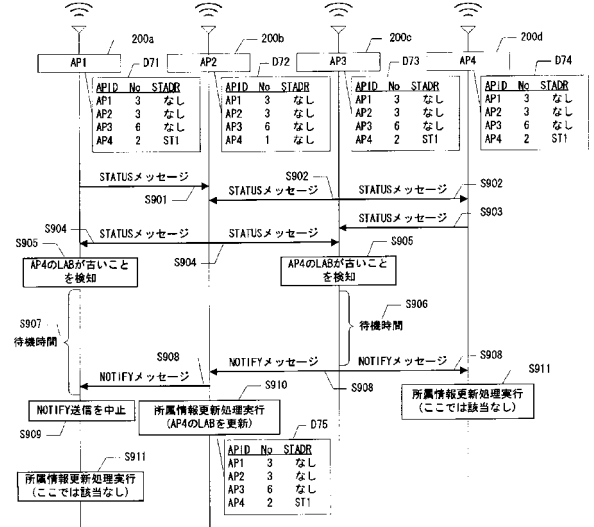 200a 200b 200c 200d
AP1 AP2 AP3 AP4
D71 D72 D73 D74
APID No STADR
AP1 3 なし
AP2 3 なし
AP3 6 なし
AP4 2 ST1
APID No STADR
AP1 3 なし
AP2 3 なし
AP3 6 なし
AP4 1 なし
APID No STADR
AP1 3 なし
AP2 3 なし
AP3 6 なし
AP4 2 ST1
APID No STADR
AP1 3 なし
AP2 3 なし
AP3 6 なし
AP4 2 ST1
STATUSメッセージ
S901
S902
STATUSメッセージ STATUSメッセージ
S902
STATUSメッセージ
S903
S904
STATUSメッセージ STATUSメッセージ
S904
S905
AP4のLABが古いこと
を検知
S905
AP4のLABが古いこと
を検知
S907
待機時間
S906
待機時間
S908
NOTIFYメッセージ
NOTIFYメッセージ NOTIFYメッセージ
S908
S908
S911
所属情報更新処理実行
(ここでは該当なし)
NOTIFY送信を中止
S909
S910
所属情報更新処理実行
(AP4のLABを更新)
S911
所属情報更新処理実行
(ここでは該当なし)
D75
APID No STADR
AP1 3 なし
AP2 3 なし
AP3 6 なし
AP4 2 ST1